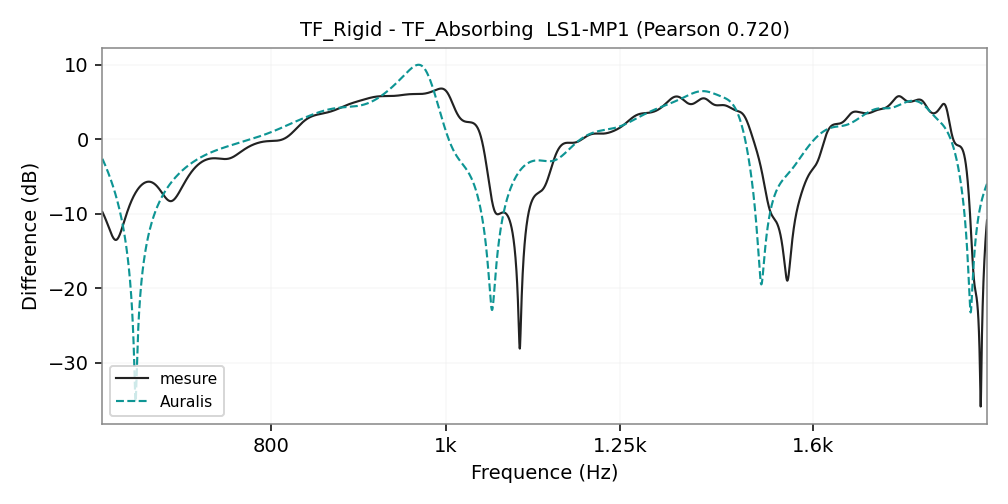 TF_Rigid - TF_Absorbing  LS1-MP1 (Pearson 0.720)
Difference (dB)
10
0
−10
−20
−30
mesure
Auralis
800
1k
1.25k
1.6k
Frequence (Hz)